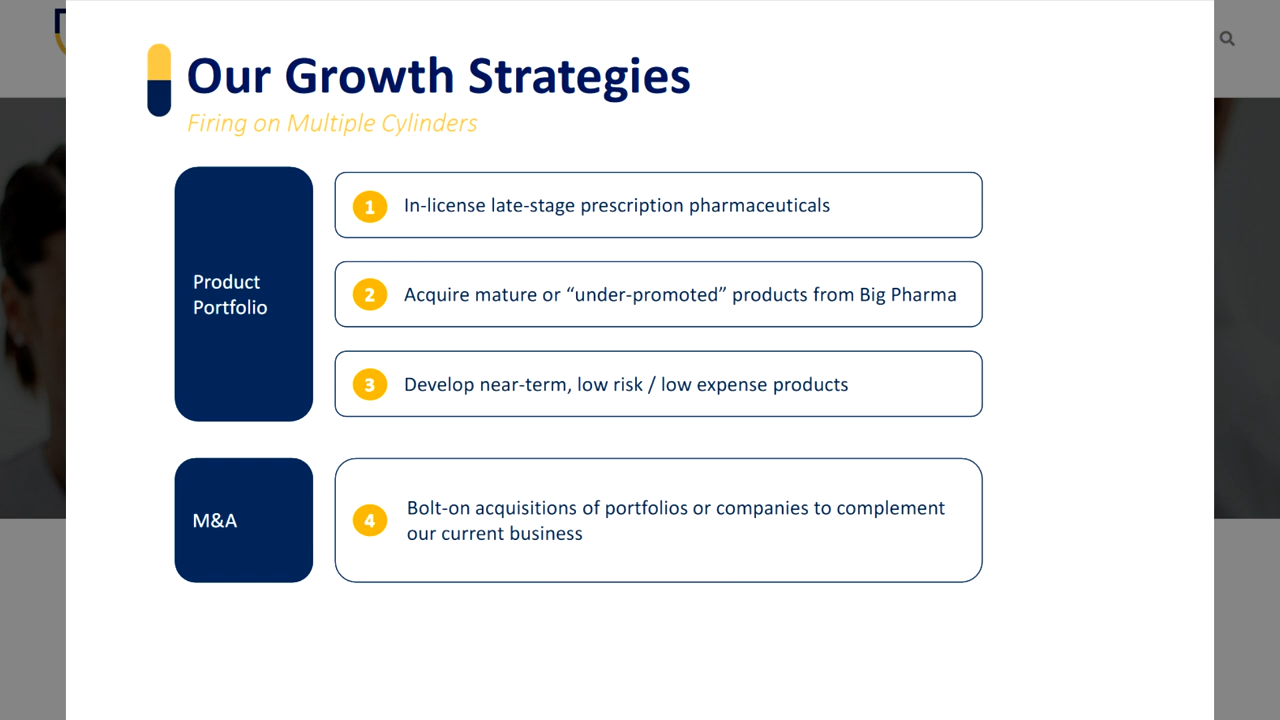 Our Growth Strategies
Firing on Multiple Cylinders
Product
Portfolio
1 In-license late-stage prescription pharmaceuticals
2 Acquire mature or “under-promoted” products from Big Pharma
3 Develop near-term, low risk / low expense products
M&A
4 Bolt-on acquisitions of portfolios or companies to complement
our current business